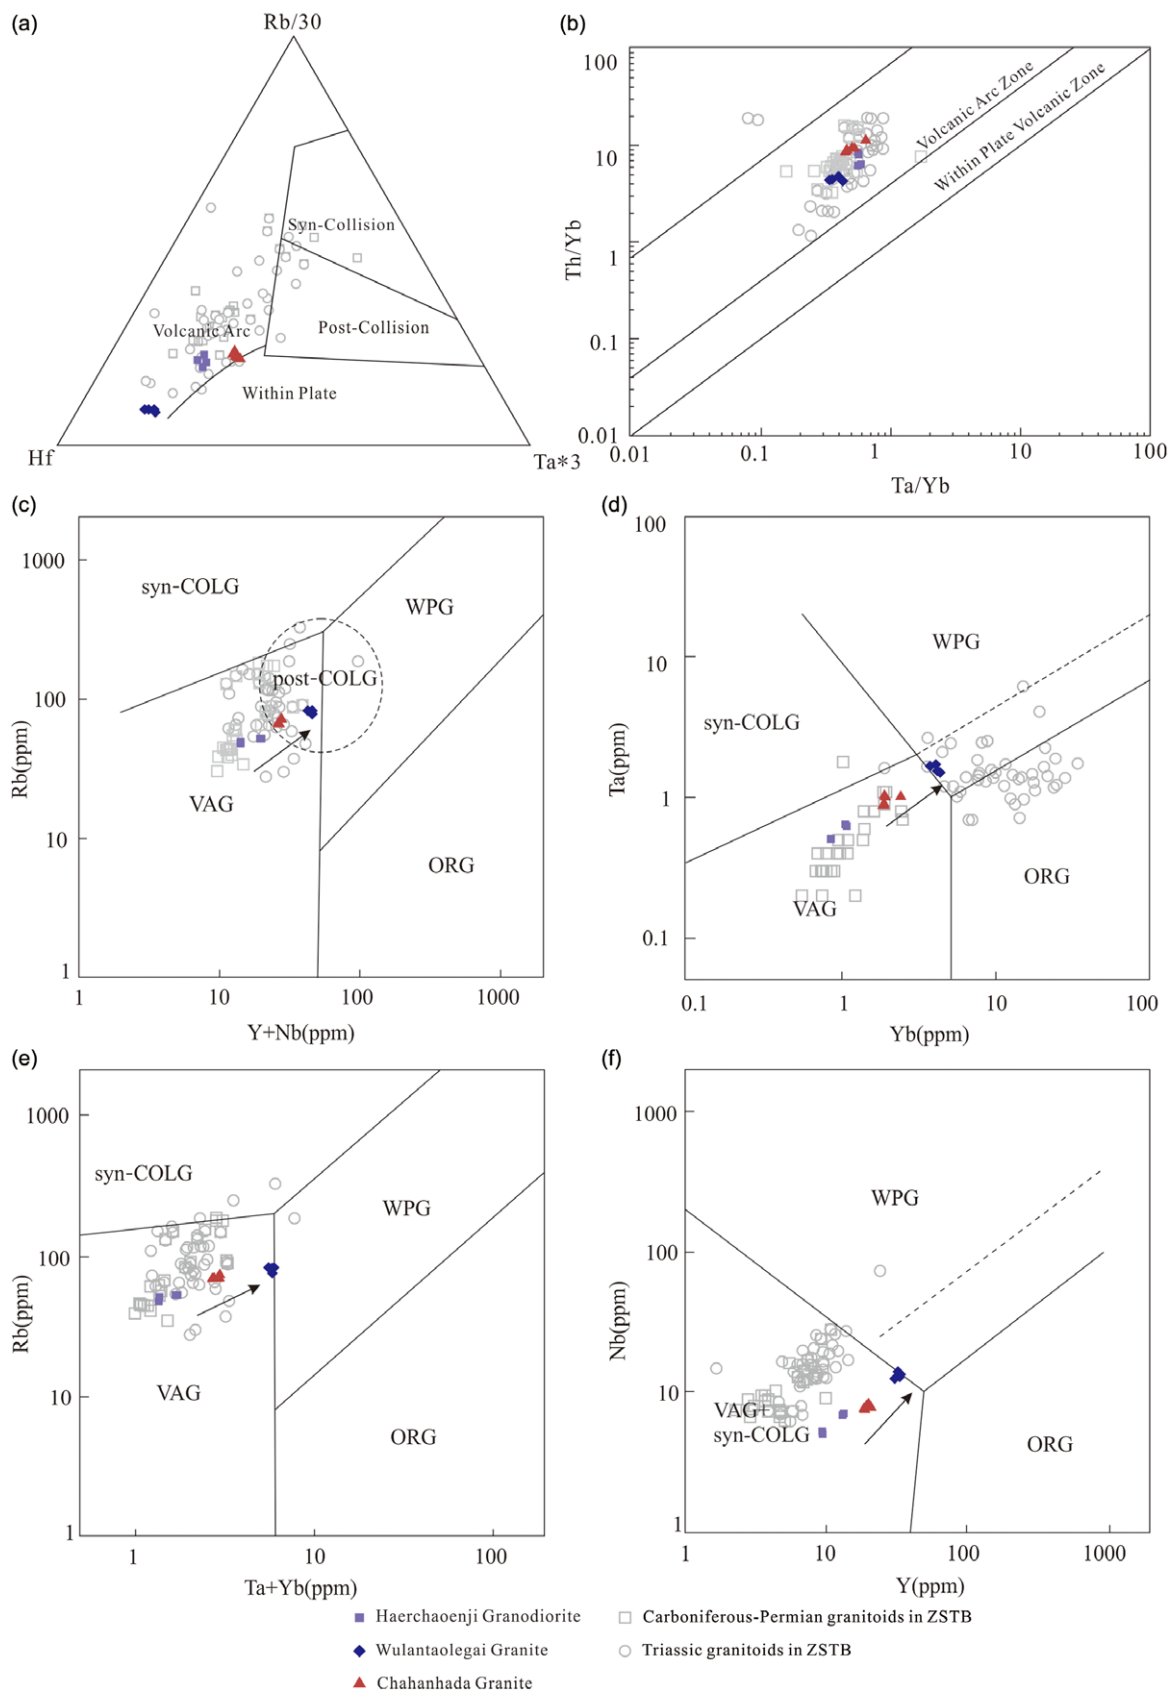 (a)
Rb/30
Syn-Collision
Post-Collision
Volcanic Arc
Within Plate
Hf
Ta*3
(b)
100
10
1
0.1
0.01
Th/Yb
Volcanic Arc Zone
Within Plate Volcanic Zone
0.01
0.1
1
10
100
Ta/Yb
(c)
1000
100
10
1
Rb(ppm)
syn-COLG
WPG
post-COLG
VAG
ORG
1
10
100
1000
Y+Nb(ppm)
(d)
100
10
1
0.1
Ta(ppm)
WPG
syn-COLG
VAG
ORG
0.1
1
10
100
Yb(ppm)
(e)
1000
100
10
1
Rb(ppm)
syn-COLG
WPG
VAG
ORG
1
10
100
Ta+Yb(ppm)
(f)
1000
100
10
1
Nb(ppm)
WPG
VAG+
syn-COLG
ORG
1
10
100
1000
Y(ppm)
Haerchaoenji Granodiorite
Carboniferous-Permian granitoids in ZSTB
Wulantaolegai Granite
Triassic granitoids in ZSTB
Chahanhada Granite